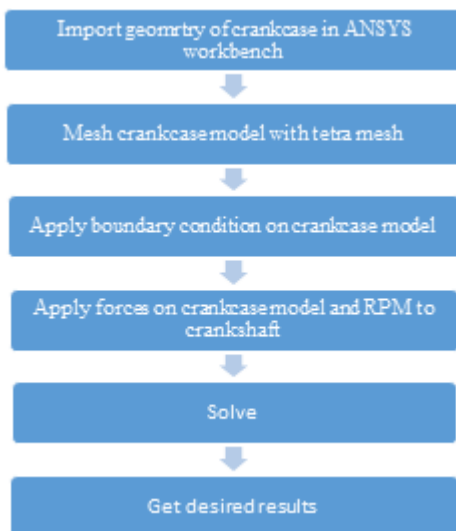 Import geomrtry of crankcase in ANSYS
workbench
Mesh crankcase model with tetra mesh
Apply boundary condition on crankcase model
Apply forces on crankcase model and RPM to
crankshaft
Solve
Get desired results